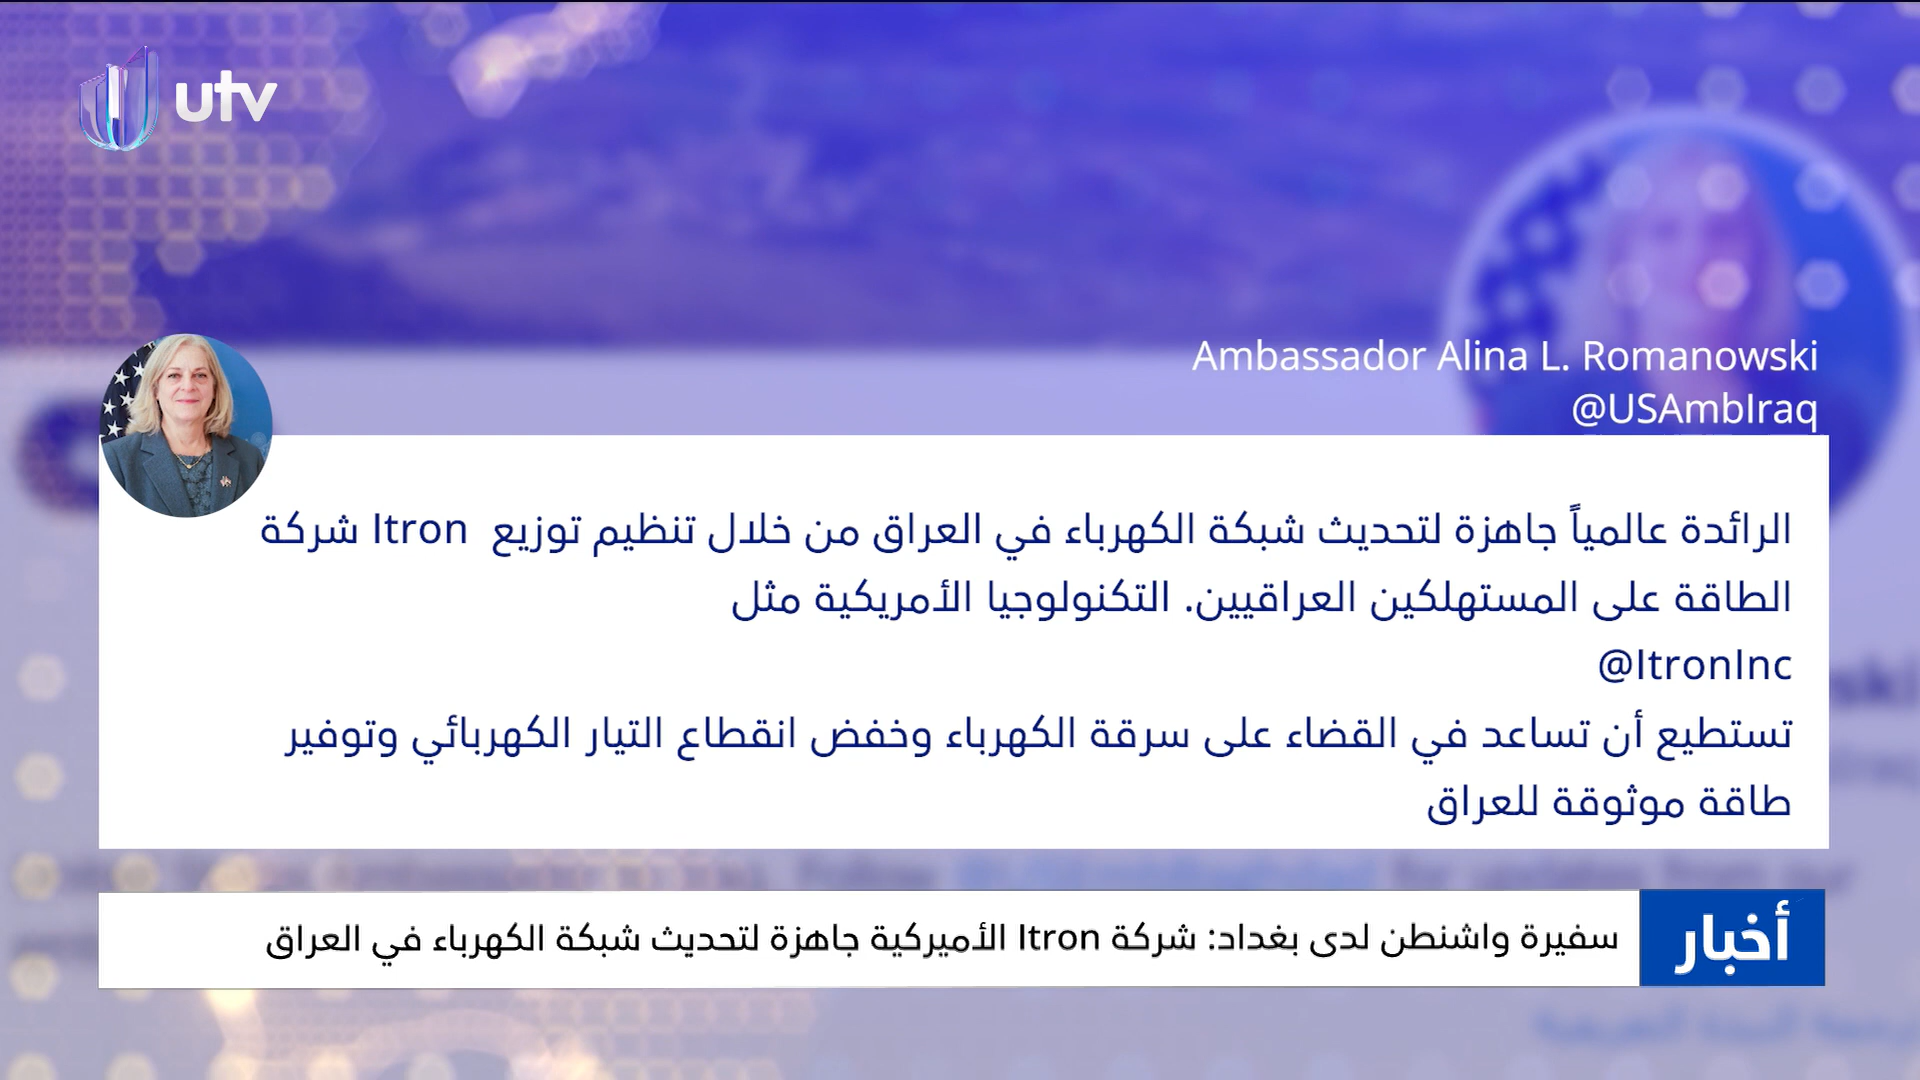 utv
Ambassador Alina L. Romanowski
@USAmbIraq
الرائدة عالمياً جاهزة لتحديث شبكة الكهرباء في العراق من خلال تنظيم توزيع Itron شركة
الطاقة على المستهلكين العراقيين. التكنولوجيا الأمريكية مثل
@ItronInc
تستطيع أن تساعد في القضاء على سرقة الكهرباء وخفض انقطاع التيار الكهربائي وتوفير
طاقة موثوقة للعراق
أخبار
سفيرة واشنطن لدى بغداد: شركة Itron الأميركية جاهزة لتحديث شبكة الكهرباء في العراق